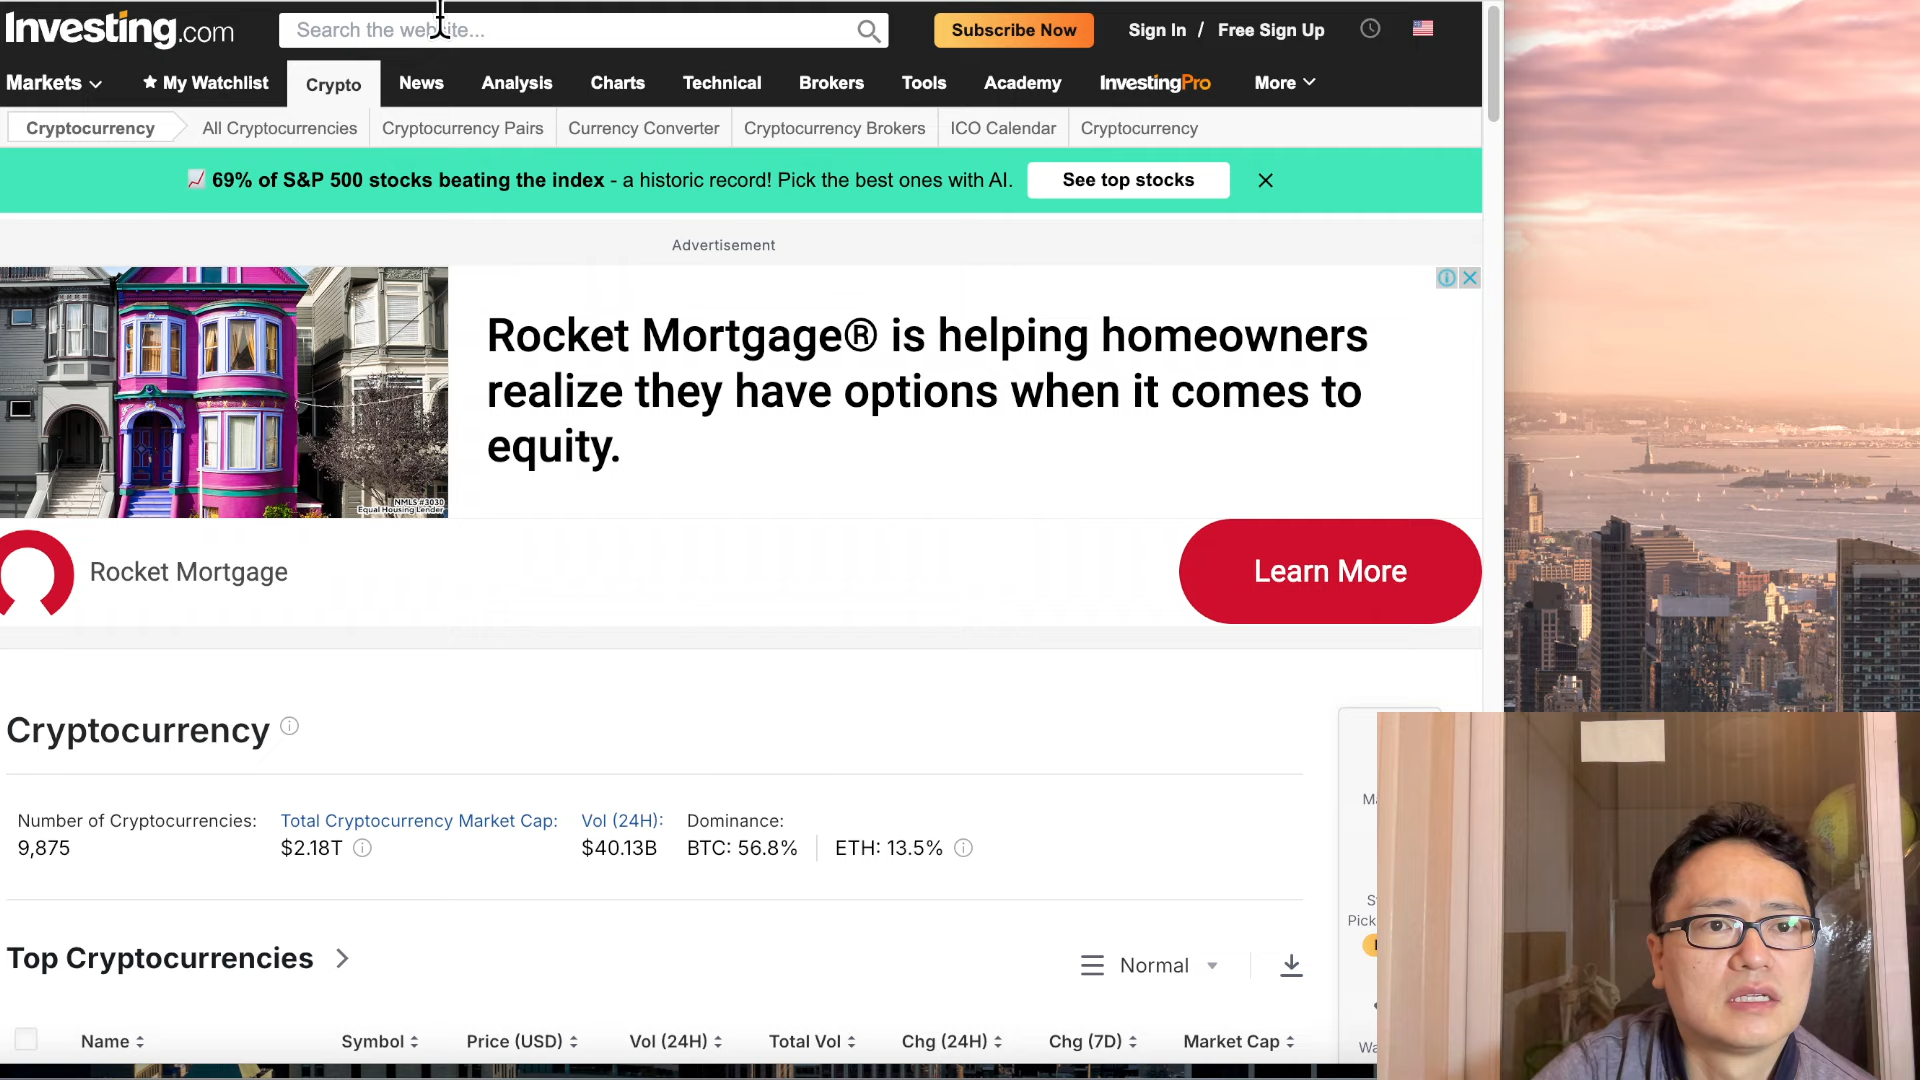 Investing.com
Search the website...
Subscribe Now
Sign In / Free Sign Up
Markets
My Watchlist
Crypto
News
Analysis
Charts
Technical
Brokers
Tools
Academy
InvestingPro
More
Cryptocurrency
All Cryptocurrencies
Cryptocurrency Pairs
Currency Converter
Cryptocurrency Brokers
ICO Calendar
Cryptocurrency
69% of S&P 500 stocks beating the index - a historic record! Pick the best ones with AI.
See top stocks
Advertisement
Rocket Mortgage® is helping homeowners
realize they have options when it comes to
equity.
NMLS #3030
Equal Housing Lender
Rocket Mortgage
Learn More
Cryptocurrency
Number of Cryptocurrencies:
9,875
Total Cryptocurrency Market Cap:
$2.18T
Vol (24H):
$40.13B
Dominance:
BTC: 56.8%
ETH: 13.5%
Top Cryptocurrencies
Normal
Name
Symbol
Price (USD)
Vol (24H)
Total Vol
Chg (24H)
Chg (7D)
Market Cap
Pick